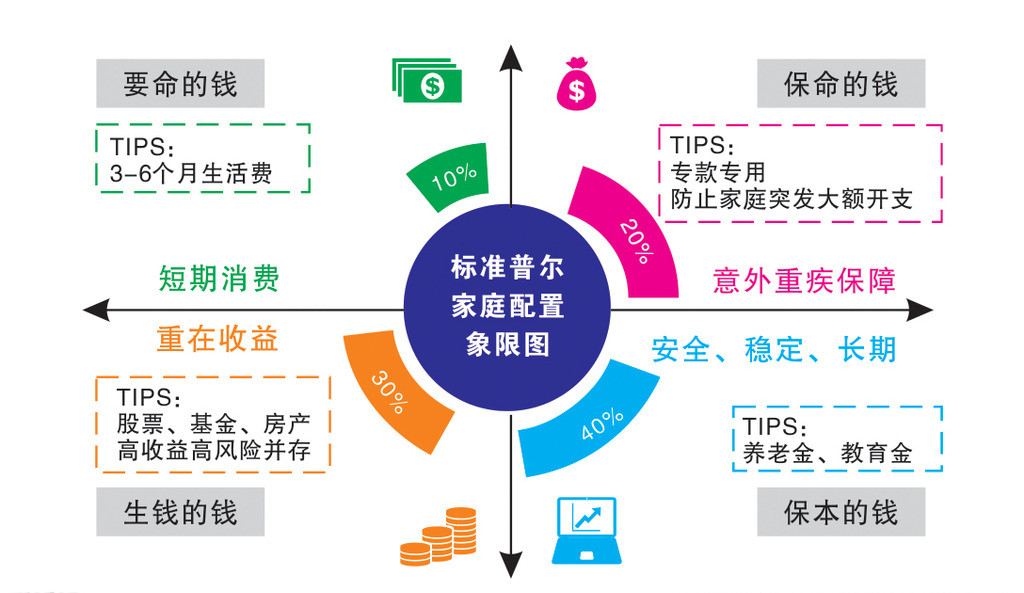 要命的钱
TIPS：
3-6个月生活费
短期消费
10%
$
$
保命的钱
TIPS：
专款专用
防止家庭突发大额开支
20%
意外重疾保障
标准普尔
家庭配置
象限图
重在收益
30%
TIPS：
股票、基金、房产
高收益高风险并存
生钱的钱
安全、稳定、长期
40%
TIPS：
养老金、教育金
保本的钱